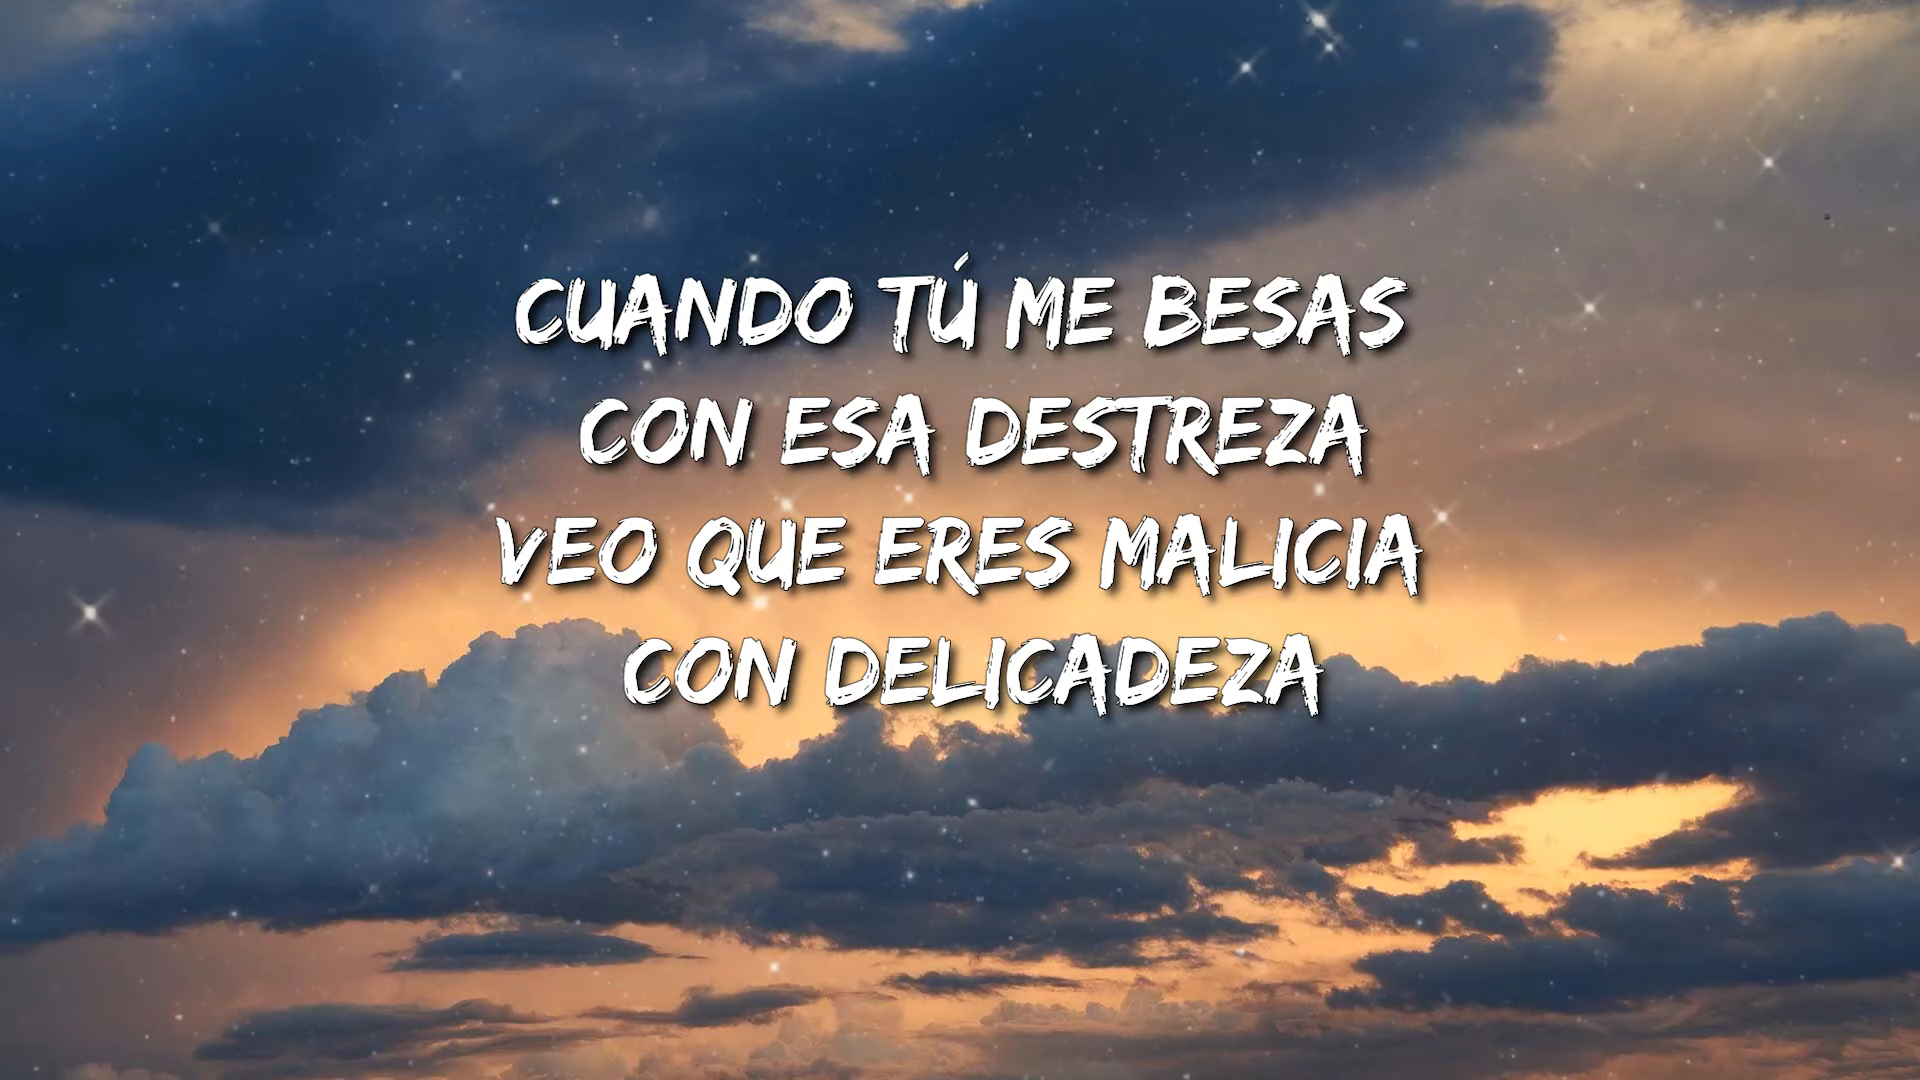 CUANDO TÚ ME BESAS
CON ESA DESTREZA
VEO QUE ERES MALICIA
CON DELICADEZA